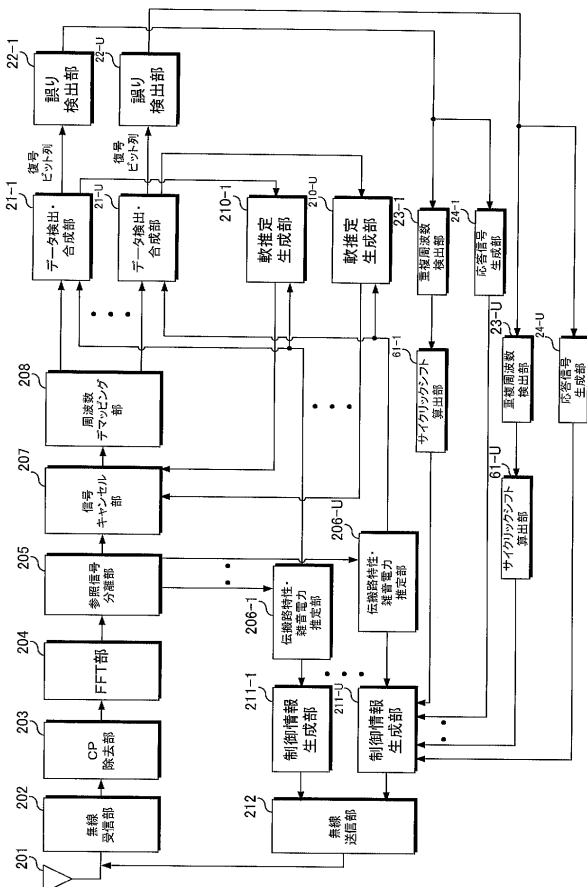 201
202
無線
受信部
203
CP
除去部
204
FFT部
205
参照信号
分離部
207
信号
キャンセル
部
208
周波数
デマッピング
部
21-1
データ検出・
合成部
21-U
データ検出・
合成部
復号
ビット列
復号
ビット列
22-1
誤り
検出部
22-U
誤り
検出部
206-1
伝搬路特性・
雑音電力
推定部
206-U
伝搬路特性・
雑音電力
推定部
210-1
軟推定
生成部
210-U
軟推定
生成部
211-1
制御情報
生成部
211-U
制御情報
生成部
212
無線
送信部
61-1
サイクリックシフト
算出部
23-1
重複周波数
検出部
24-1
応答信号
生成部
61-U
サイクリックシフト
算出部
23-U
重複周波数
検出部
24-U
応答信号
生成部